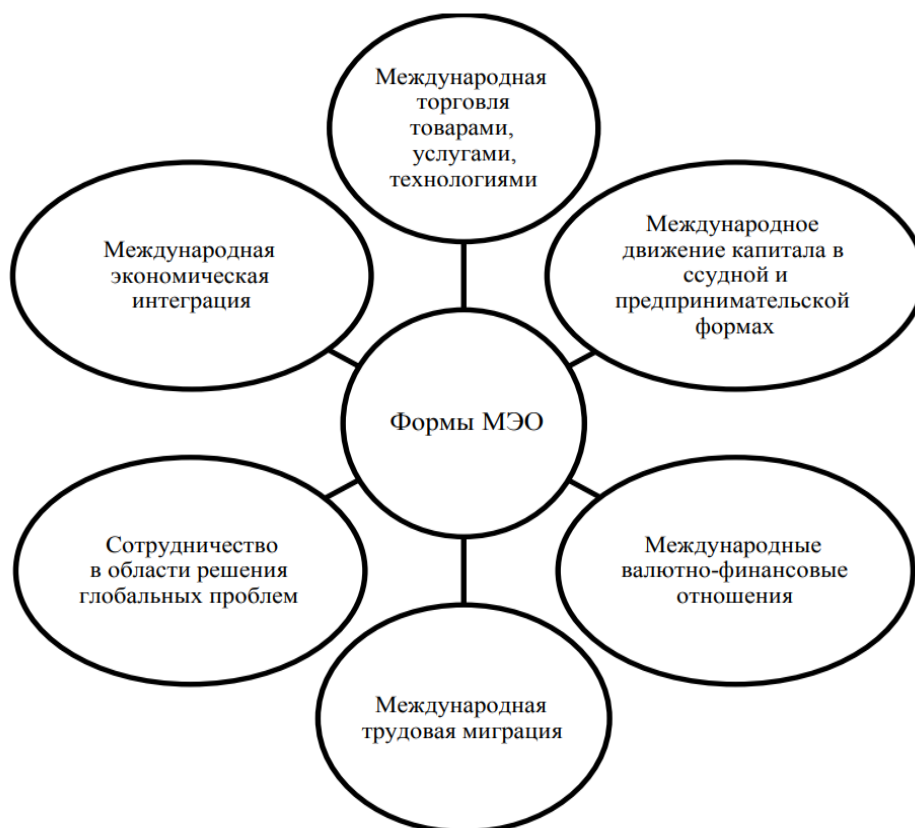 Международная
торговля
товарами,
услугами,
технологиями
Международная
экономическая
интеграция
Международное
движение капитала в
ссудной и
предпринимательской
формах
Формы МЭО
Сотрудничество
в области решения
глобальных проблем
Международные
валютно-финансовые
отношения
Международная
трудовая миграция